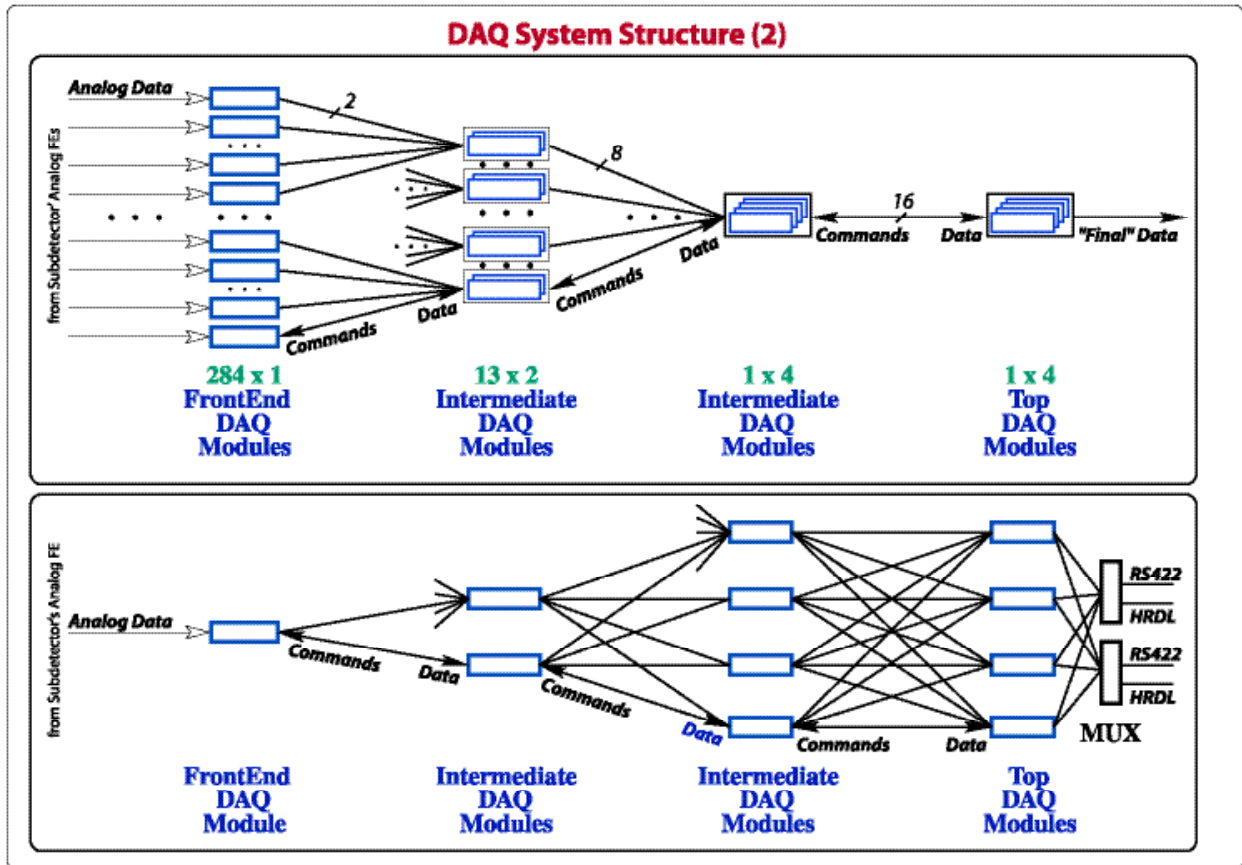 DAQ System Structure (2)
Analog Data
from Subdetector' Analog FEs
2
8
16
Commands
Data
Commands
Data
Commands
Data
"Final" Data
284 x 1
FrontEnd
DAQ
Modules
13 x 2
Intermediate
DAQ
Modules
1 x 4
Intermediate
DAQ
Modules
1 x 4
Top
DAQ
Modules
from Subdetector's Analog FE
Analog Data
Commands
Data
Commands
Data
Commands
Data
RS422
HRDL
RS422
HRDL
MUX
FrontEnd
DAQ
Module
Intermediate
DAQ
Modules
Intermediate
DAQ
Modules
Top
DAQ
Modules